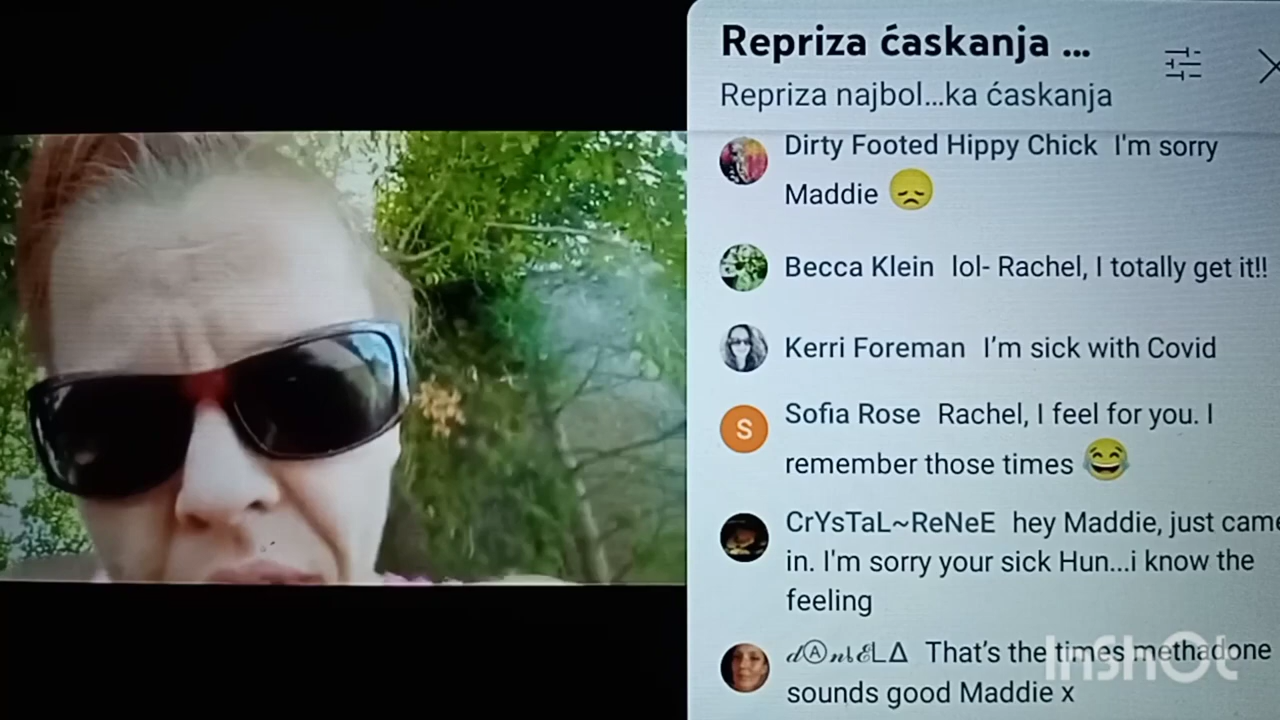 Repriza ćaskanja ...
Repriza najbol...ka ćaskanja
Dirty Footed Hippy Chick I'm sorry
Maddie 😞
Becca Klein lol- Rachel, I totally get it!!
Kerri Foreman I’m sick with Covid
S
Sofia Rose Rachel, I feel for you. I
remember those times 😂
CrYsTaL~ReNeE hey Maddie, just came
in. I'm sorry your sick Hun...i know the
feeling
𝒹Ⓐ𝓃𝒾ℰLΔ That’s the times methadone
sounds good Maddie x
InShOt